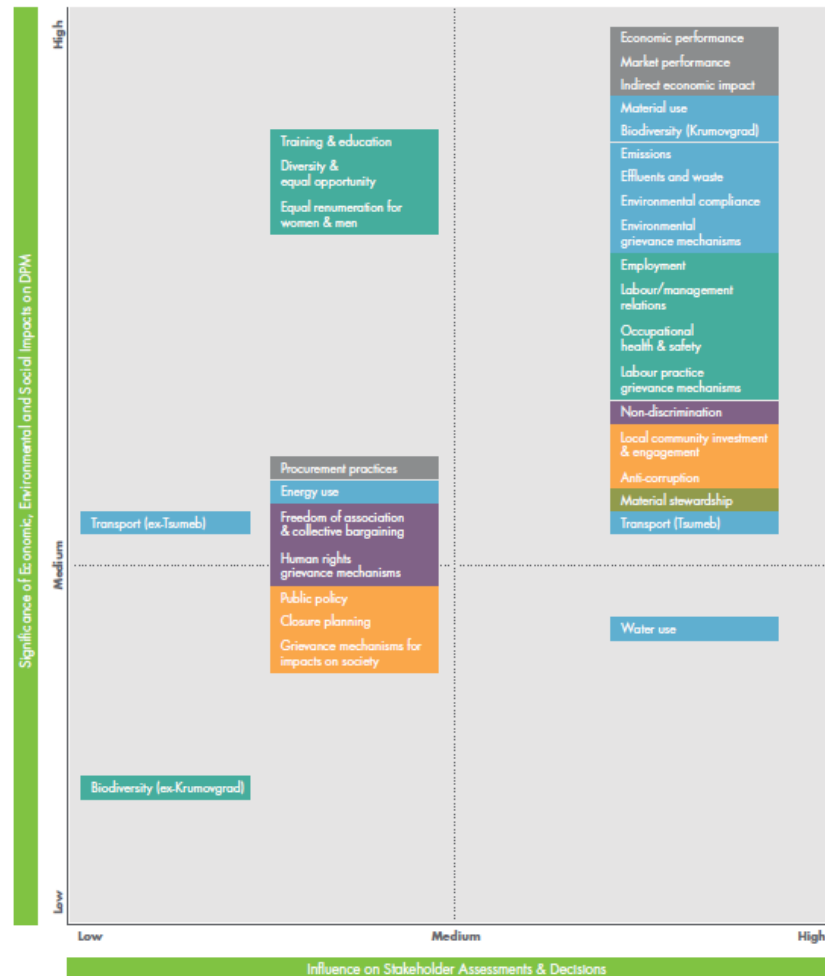 Significance of Economic, Environmental and Social Impacts on DPM
High
Medium
Low
Economic performance
Market performance
Indirect economic impact
Material use
Biodiversity (Krumovgrad)
Emissions
Effluents and waste
Environmental compliance
Environmental
grievance mechanisms
Employment
Labour/management
relations
Occupational
health & safety
Labour practice
grievance mechanisms
Non-discrimination
Local community investment
& engagement
Anti-corruption
Material stewardship
Transport (Tsumeb)
Training & education
Diversity &
equal opportunity
Equal renumeration for
women & men
Procurement practices
Energy use
Freedom of association
& collective bargaining
Human rights
grievance mechanisms
Public policy
Closure planning
Grievance mechanisms for
impacts on society
Transport (ex-Tsumeb)
Water use
Biodiversity (ex-Krumovgrad)
Low
Medium
High
Influence on Stakeholder Assessments & Decisions